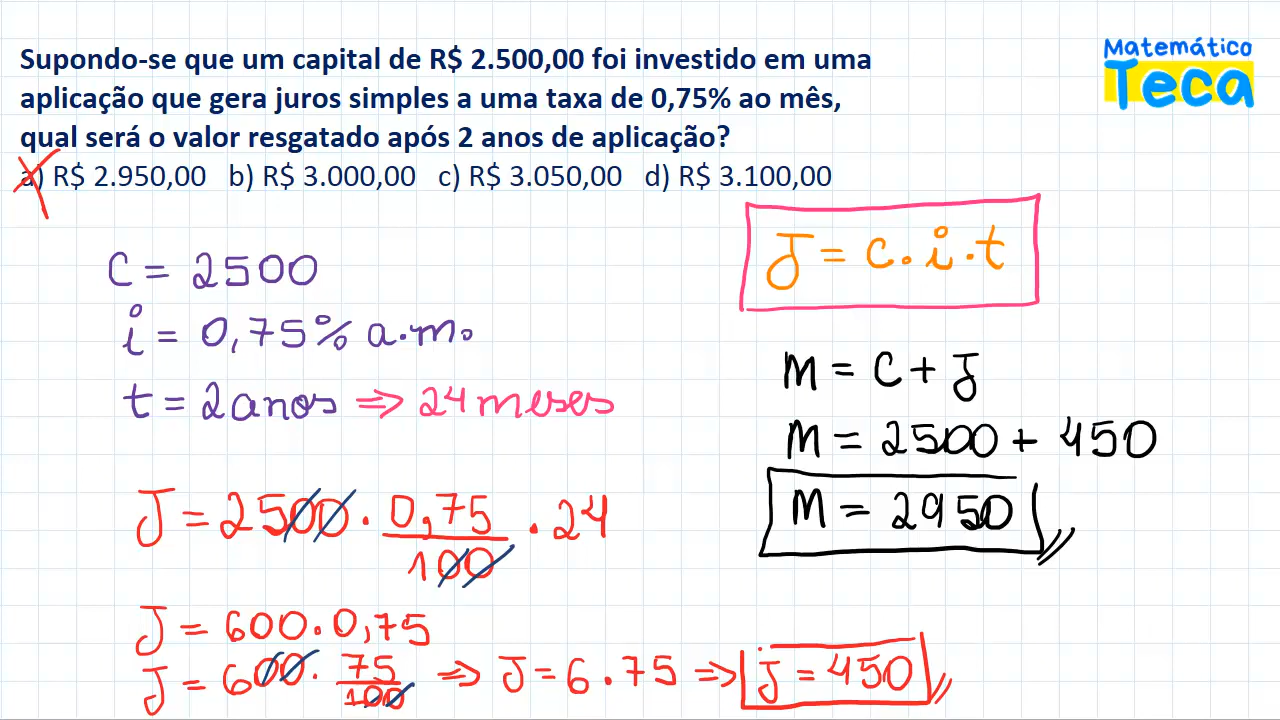 Matemático
Teca
Supondo-se que um capital de R$ 2.500,00 foi investido em uma
aplicação que gera juros simples a uma taxa de 0,75% ao mês,
qual será o valor resgatado após 2 anos de aplicação?
a) R$ 2.950,00 b) R$ 3.000,00 c) R$ 3.050,00 d) R$ 3.100,00
J = c . i . t
C = 2500
i = 0,75% a.m.
t = 2 anos ⇒ 24 meses
M = C + J
M = 2500 + 450
M = 2950
J = 2500 . 0,75/100 . 24
J = 600 . 0,75
J = 600 . 75/100 ⇒ J = 6 . 75 ⇒ j = 450